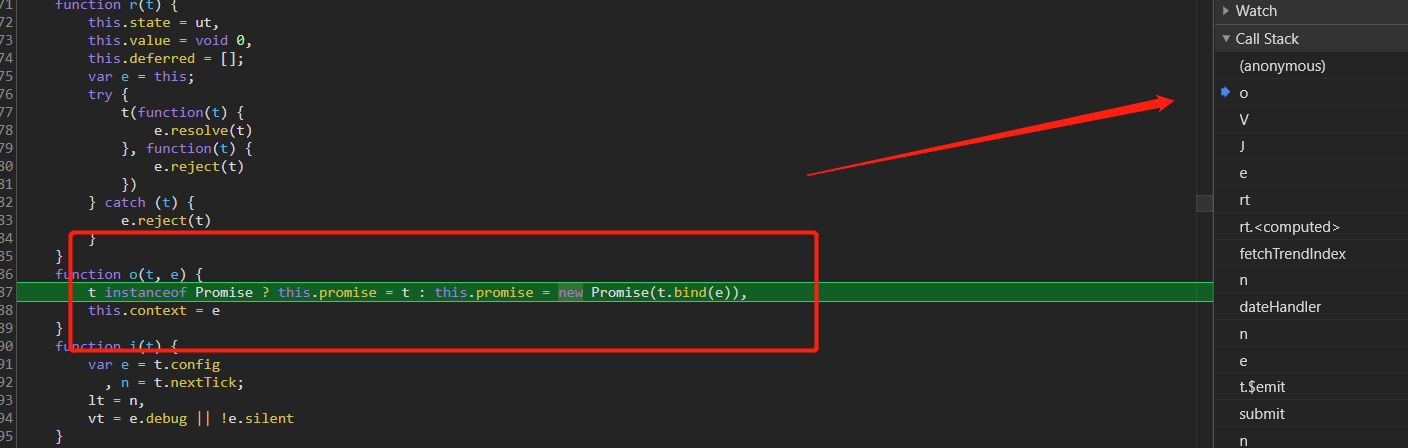 71 function r(t) {
72 this.state = ut,
73 this.value = void 0,
74 this.deferred = [];
75 var e = this;
76 try {
77 t(function(t) {
78 e.resolve(t)
79 }, function(t) {
80 e.reject(t)
81 })
82 } catch (t) {
83 e.reject(t)
84 }
85 }
86 function o(t, e) {
87 t instanceof Promise ? this.promise = t : this.promise = new Promise(t.bind(e)),
88 this.context = e
89 }
90 function i(t) {
91 var e = t.config
92 , n = t.nextTick;
93 lt = n,
94 vt = e.debug || !e.silent
95 }
Watch
Call Stack
(anonymous)
o
V
J
e
rt
rt.<computed>
fetchTrendIndex
n
dateHandler
n
e
t.$emit
submit
n